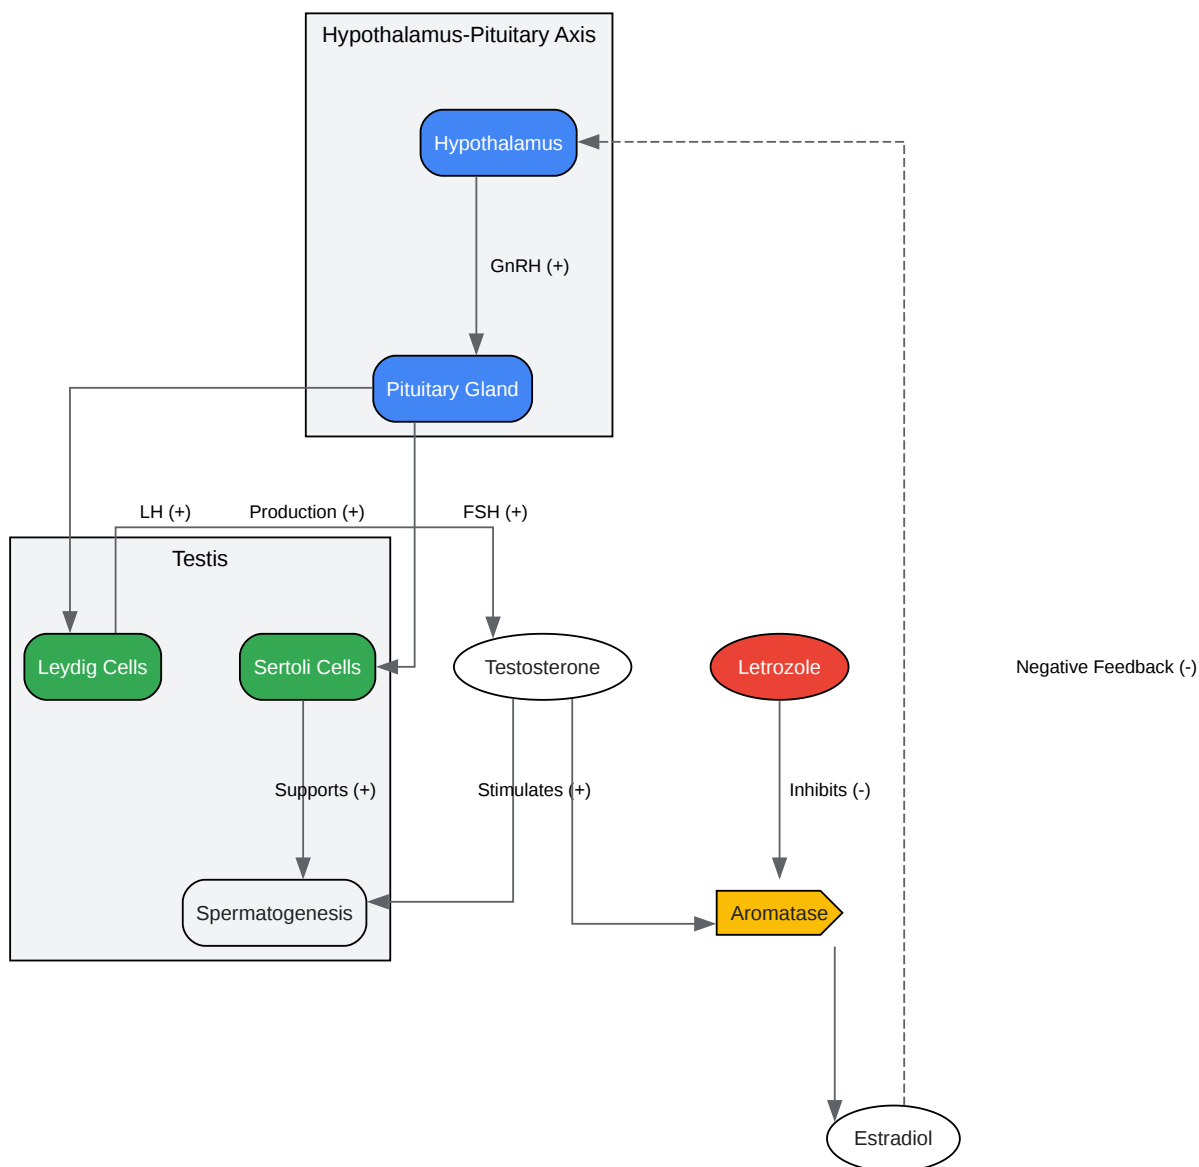 Hypothalamus-Pituitary Axis
Hypothalamus
GnRH (+)
Pituitary Gland
LH (+)
Production (+)
FSH (+)
Testis
Leydig Cells
Sertoli Cells
Testosterone
Letrozole
Negative Feedback (-)
Supports (+)
Stimulates (+)
Inhibits (-)
Spermatogenesis
Aromatase
Estradiol